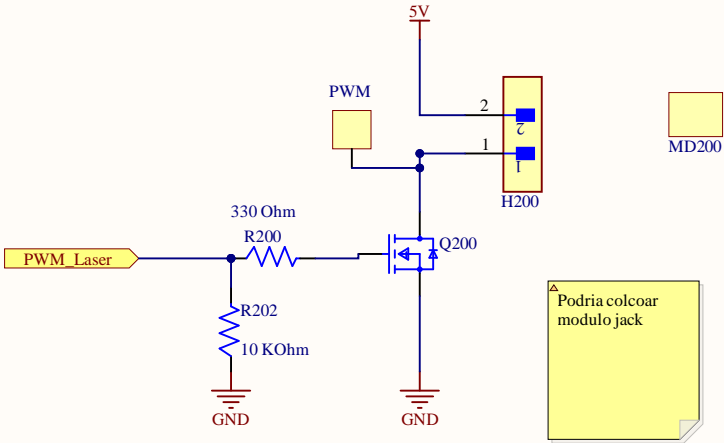 5V
PWM
2
2
1
1
MD200
H200
330 Ohm
R200
Q200
PWM_Laser
Podria colcoar
modulo jack
R202
10 KOhm
GND
GND